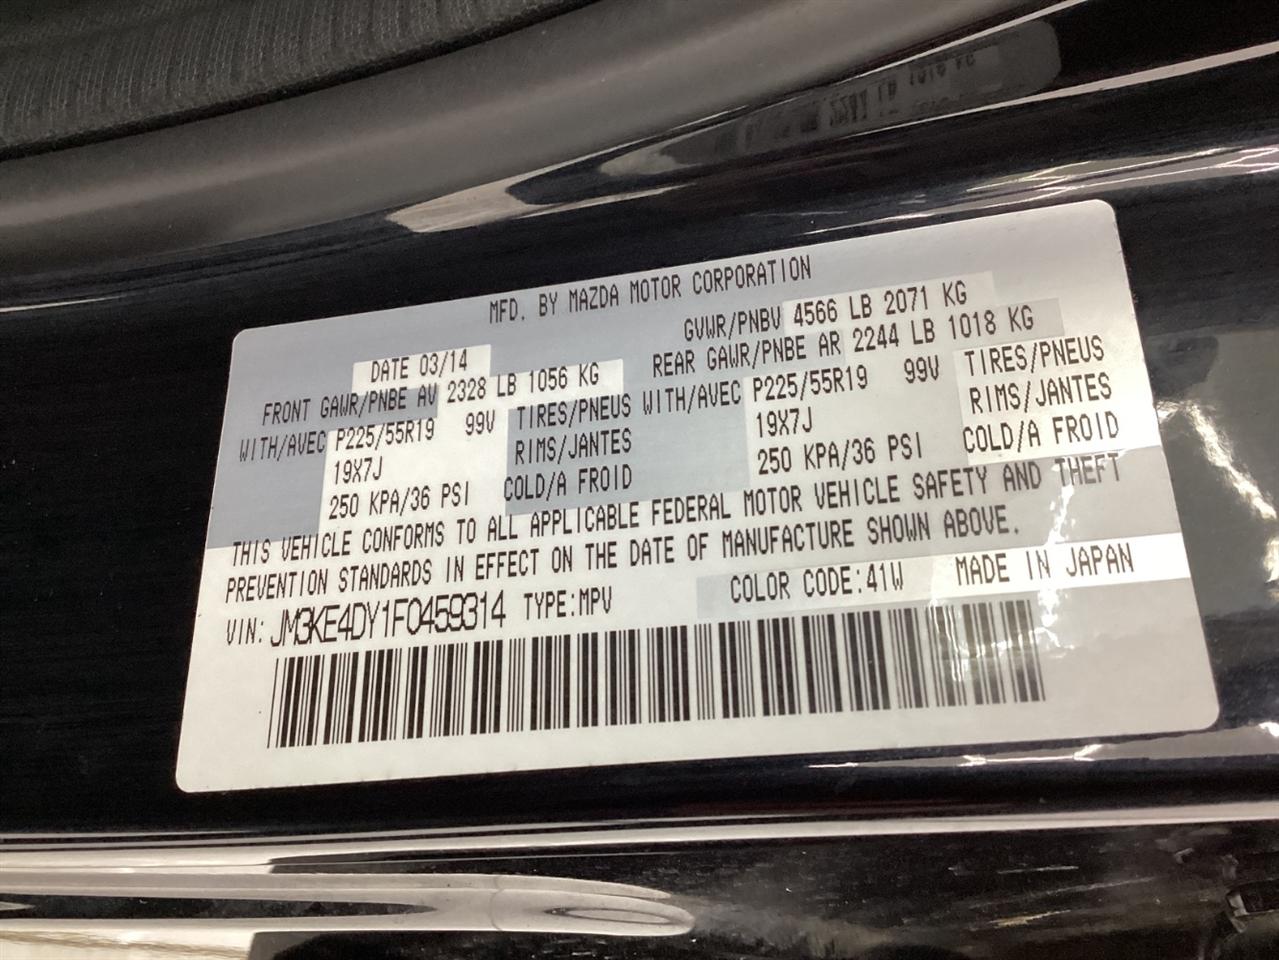 MFD. BY MAZDA MOTOR CORPORATION
DATE 03/14 GVWR/PNBV 4566 LB 2071 KG
FRONT GAWR/PNBE AV 2328 LB 1056 KG REAR GAWR/PNBE AR 2244 LB 1018 KG
WITH/AVEC P225/55R19 99V TIRES/PNEUS WITH/AVEC P225/55R19 99V TIRES/PNEUS
19X7J RIMS/JANTES 19X7J RIMS/JANTES
250 KPA/36 PSI COLD/A FROID 250 KPA/36 PSI COLD/A FROID
THIS VEHICLE CONFORMS TO ALL APPLICABLE FEDERAL MOTOR VEHICLE SAFETY AND THEFT
PREVENTION STANDARDS IN EFFECT ON THE DATE OF MANUFACTURE SHOWN ABOVE.
VIN: JM3KE4DY1F0459314 TYPE:MPV COLOR CODE:41W MADE IN JAPAN